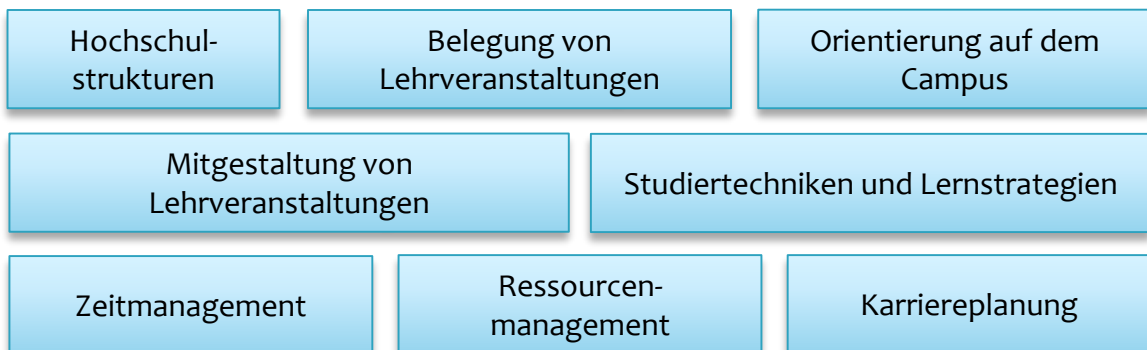 Hochschul-
strukturen
Belegung von
Lehrveranstaltungen
Orientierung auf dem
Campus
Mitgestaltung von
Lehrveranstaltungen
Studiertechniken und Lernstrategien
Zeitmanagement
Ressourcen-
management
Karriereplanung